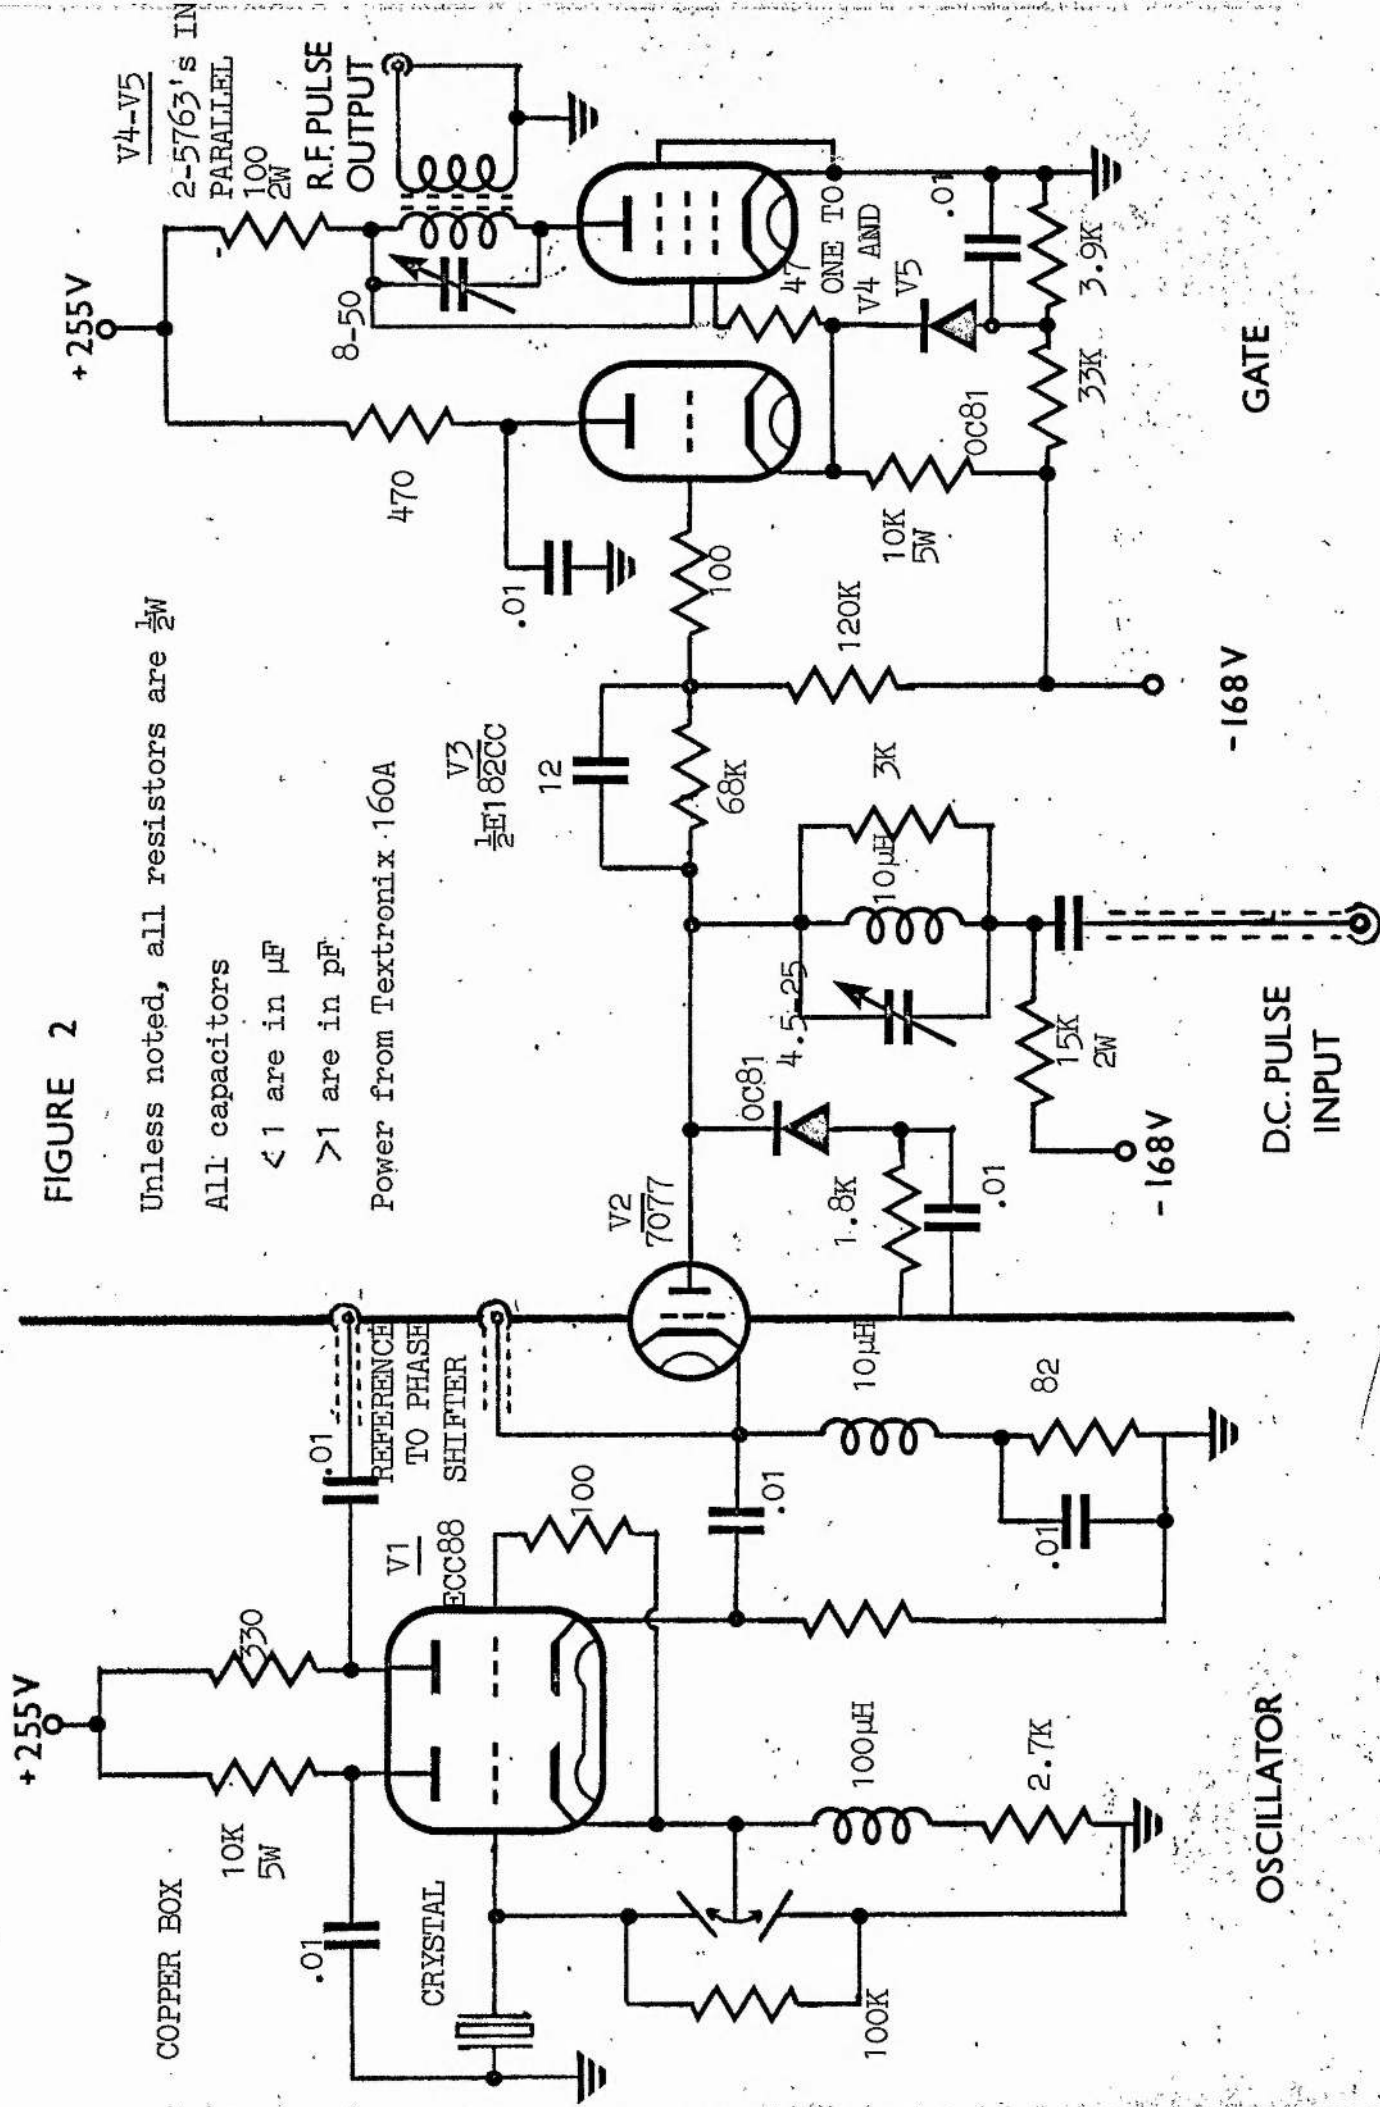 FIGURE 2
Unless noted, all resistors are ½W
All capacitors
<1 are in µF
>1 are in pF
Power from Textronix 160A
COPPER BOX
+255V
10K
5W
330
.01
.01
REFERENCE
TO PHASE
SHIFTER
CRYSTAL
V1
ECC88
100
.01
10µH
82
.01
100µH
2.7K
100K
OSCILLATOR
V2
7077
OC81
1.8K
.01
4.5-25
10µH
3K
15K
2W
-168V
D.C. PULSE
INPUT
V3
½E182CC
12
68K
100
120K
-168V
+255V
470
.01
10K
5W
OC81
33K
3.9K
.01
8-50
47
ONE TO
V4 AND
V5
V4-V5
2-5763's IN
PARALLEL
100
2W
R.F. PULSE
OUTPUT
GATE